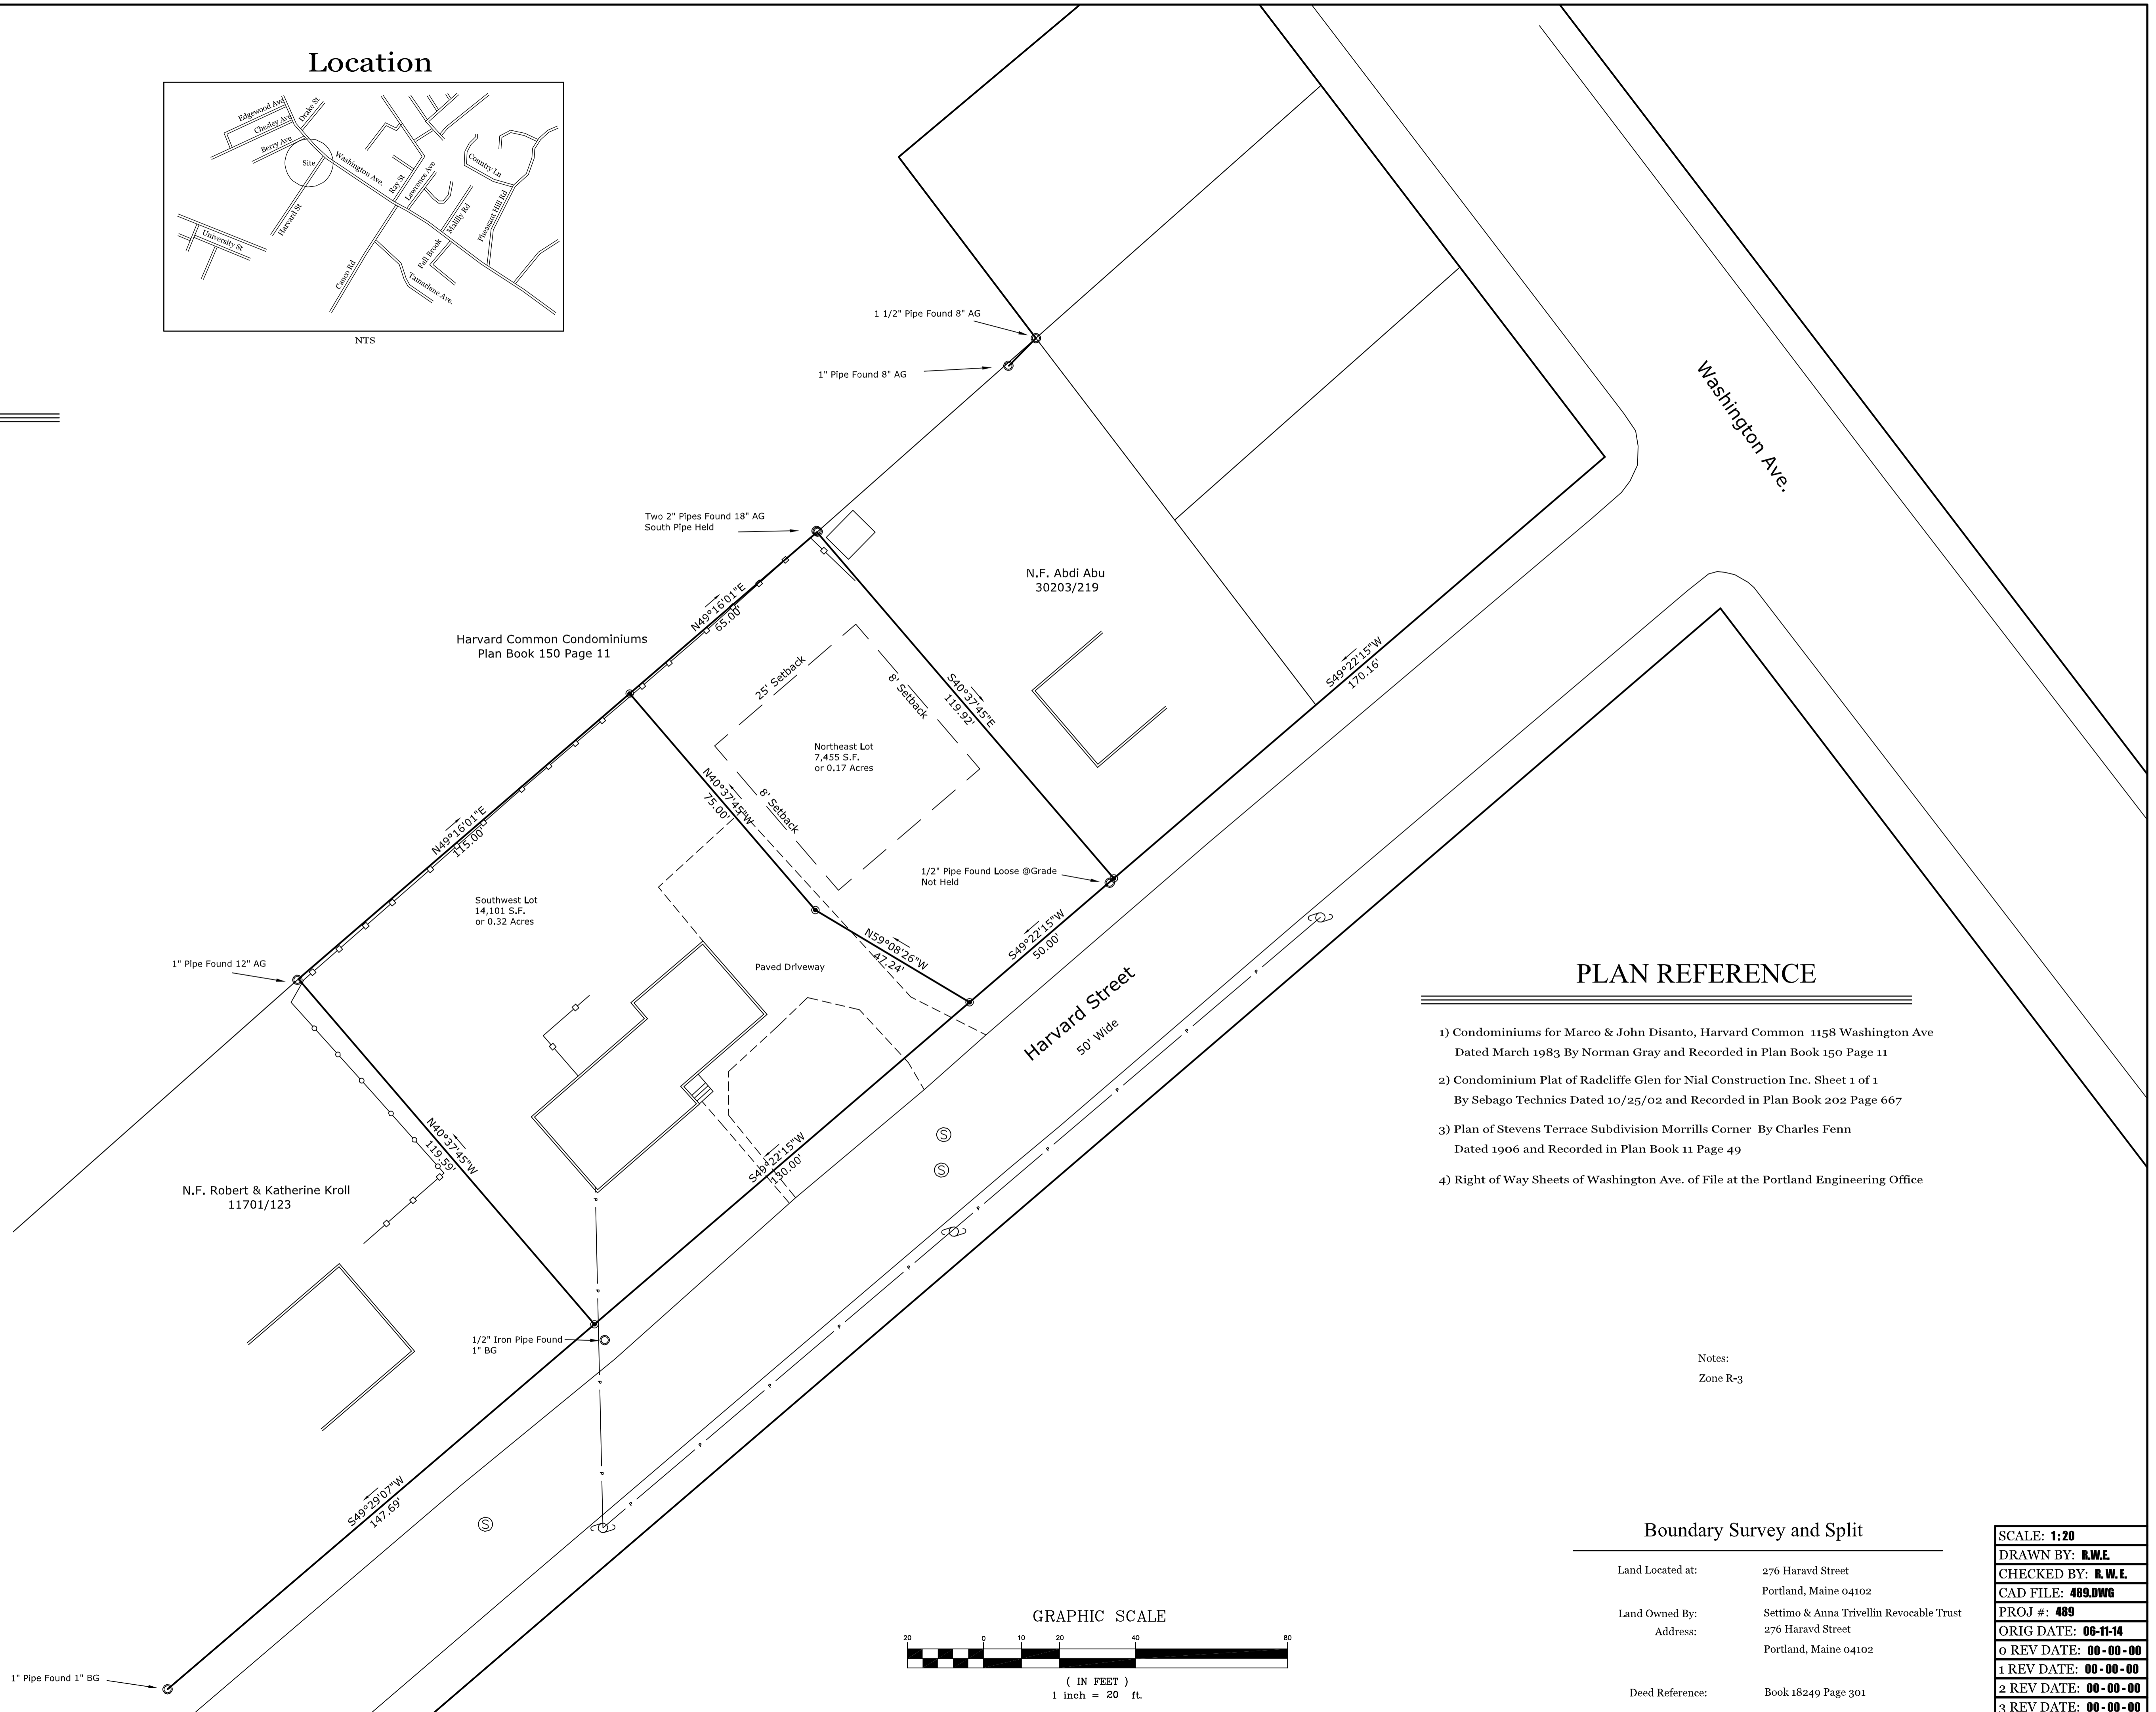 Location
Edgewood Ave
Drake St
Chesley Ave
Berry Ave
Site
Washington Ave.
Ray St
Lawrence Ave
Country Ln
Harvard St
Malilly Rd
Pheasant Hill Rd
University St
Fall Brook
Canco Rd
Tamarlane Ave.
NTS
1 1/2" Pipe Found 8" AG
1" Pipe Found 8" AG
Washington Ave.
Two 2" Pipes Found 18" AG
South Pipe Held
N.F. Abdi Abu
30203/219
N49°16'01"E
65.00'
Harvard Common Condominiums
Plan Book 150 Page 11
25' Setback
8' Setback
S40°37'45"E
119.92'
S49°22'15"W
170.16'
Northeast Lot
7,455 S.F.
or 0.17 Acres
N40°37'45"W
75.00'
8' Setback
N49°16'01"E
115.00'
1/2" Pipe Found Loose @Grade
Not Held
Southwest Lot
14,101 S.F.
or 0.32 Acres
N59°08'26"W
47.24'
S49°22'15"W
50.00'
1" Pipe Found 12" AG
Paved Driveway
Harvard Street
50' Wide
PLAN REFERENCE
1) Condominiums for Marco & John Disanto, Harvard Common 1158 Washington Ave
Dated March 1983 By Norman Gray and Recorded in Plan Book 150 Page 11
2) Condominium Plat of Radcliffe Glen for Nial Construction Inc. Sheet 1 of 1
By Sebago Technics Dated 10/25/02 and Recorded in Plan Book 202 Page 667
3) Plan of Stevens Terrace Subdivision Morrills Corner By Charles Fenn
Dated 1906 and Recorded in Plan Book 11 Page 49
4) Right of Way Sheets of Washington Ave. of File at the Portland Engineering Office
P
P
P
P
P
P
P
P
P
P
P
P
P
P
S
S
N40°37'45"W
119.59'
S49°22'15"W
130.00'
N.F. Robert & Katherine Kroll
11701/123
1/2" Iron Pipe Found
1" BG
Notes:
Zone R-3
S49°29'07"W
147.69'
S
1" Pipe Found 1" BG
GRAPHIC SCALE
20 0 10 20 40 80
( IN FEET )
1 inch = 20 ft.
Boundary Survey and Split
Land Located at: 276 Haravd Street
Portland, Maine 04102
Land Owned By: Settimo & Anna Trivellin Revocable Trust
Address: 276 Haravd Street
Portland, Maine 04102
Deed Reference: Book 18249 Page 301
SCALE: 1:20
DRAWN BY: R.W.E.
CHECKED BY: R.W.E.
CAD FILE: 489.DWG
PROJ #: 489
ORIG DATE: 06-11-14
0 REV DATE: 00-00-00
1 REV DATE: 00-00-00
2 REV DATE: 00-00-00
3 REV DATE: 00-00-00